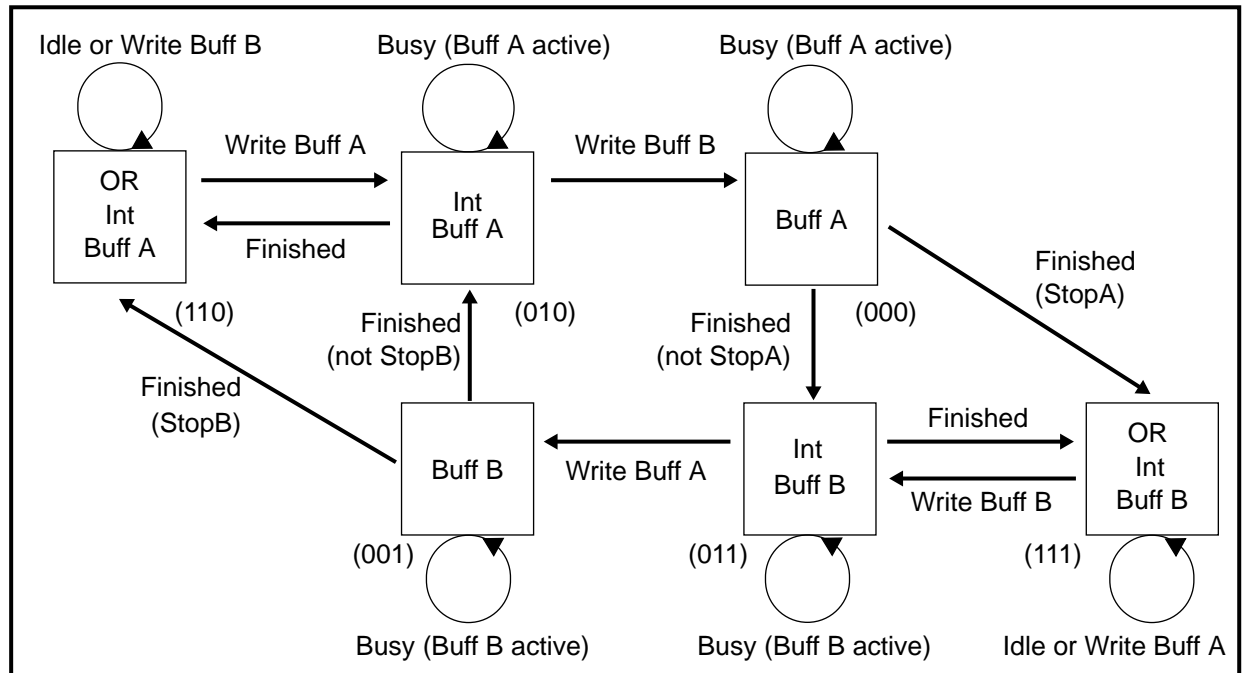 Idle or Write Buff B
Busy (Buff A active)
Busy (Buff A active)
Write Buff A
Write Buff B
OR
Int
Buff A
Int
Buff A
Buff A
Finished
Finished
(StopA)
(110)
(010)
(000)
Finished
(not StopB)
Finished
(not StopA)
Finished
(StopB)
Finished
Buff B
Write Buff A
Int
Buff B
OR
Int
Buff B
Write Buff B
(001)
(011)
(111)
Busy (Buff B active)
Busy (Buff B active)
Idle or Write Buff A